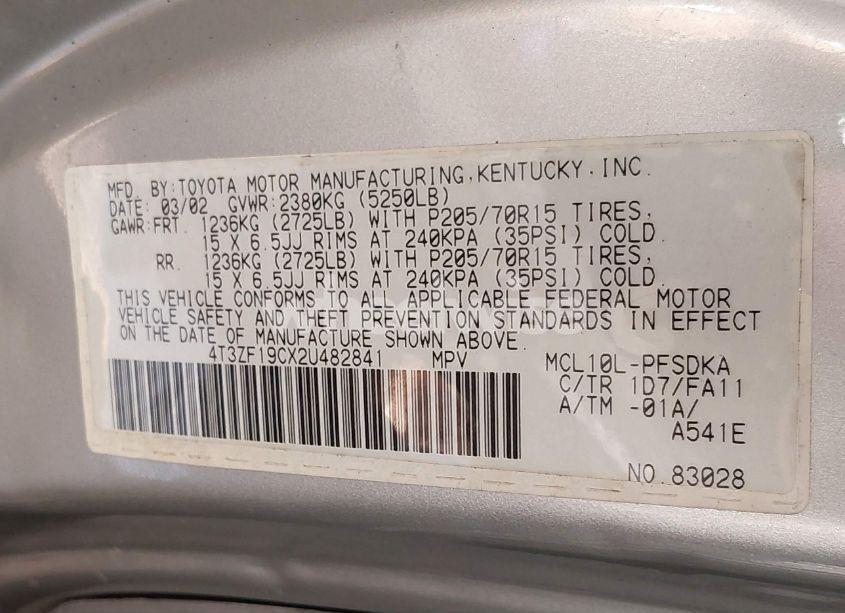 MFD. BY:TOYOTA MOTOR MANUFACTURING,KENTUCKY,INC.
DATE: 03/02 GVWR:2380KG (5250LB)
GAWR:FRT. 1236KG (2725LB) WITH P205/70R15 TIRES,
15 X 6.5JJ RIMS AT 240KPA (35PSI) COLD.
RR. 1236KG (2725LB) WITH P205/70R15 TIRES,
15 X 6.5JJ RIMS AT 240KPA (35PSI) COLD.
THIS VEHICLE CONFORMS TO ALL APPLICABLE FEDERAL MOTOR
VEHICLE SAFETY AND THEFT PREVENTION STANDARDS IN EFFECT
ON THE DATE OF MANUFACTURE SHOWN ABOVE.
4T3ZF19CX2U482841 MPV MCL10L-PFSDKA
C/TR 1D7/FA11
A/TM -01A/
A541E
NO.83028